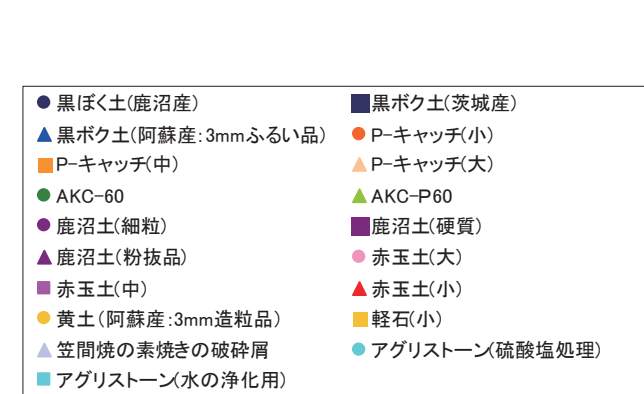 黒ぼく土(鹿沼産) 黒ボク土(茨城産)
黒ボク土(阿蘇産:3mmふるい品) P-キャッチ(小)
P-キャッチ(中) P-キャッチ(大)
AKC-60 AKC-P60
鹿沼土(細粒) 鹿沼土(硬質)
鹿沼土(粉抜品) 赤玉土(大)
赤玉土(中) 赤玉土(小)
黄土(阿蘇産:3mm造粒品) 軽石(小)
笠間焼の素焼きの破砕屑 アグリストーン(硫酸塩処理)
アグリストーン(水の浄化用)